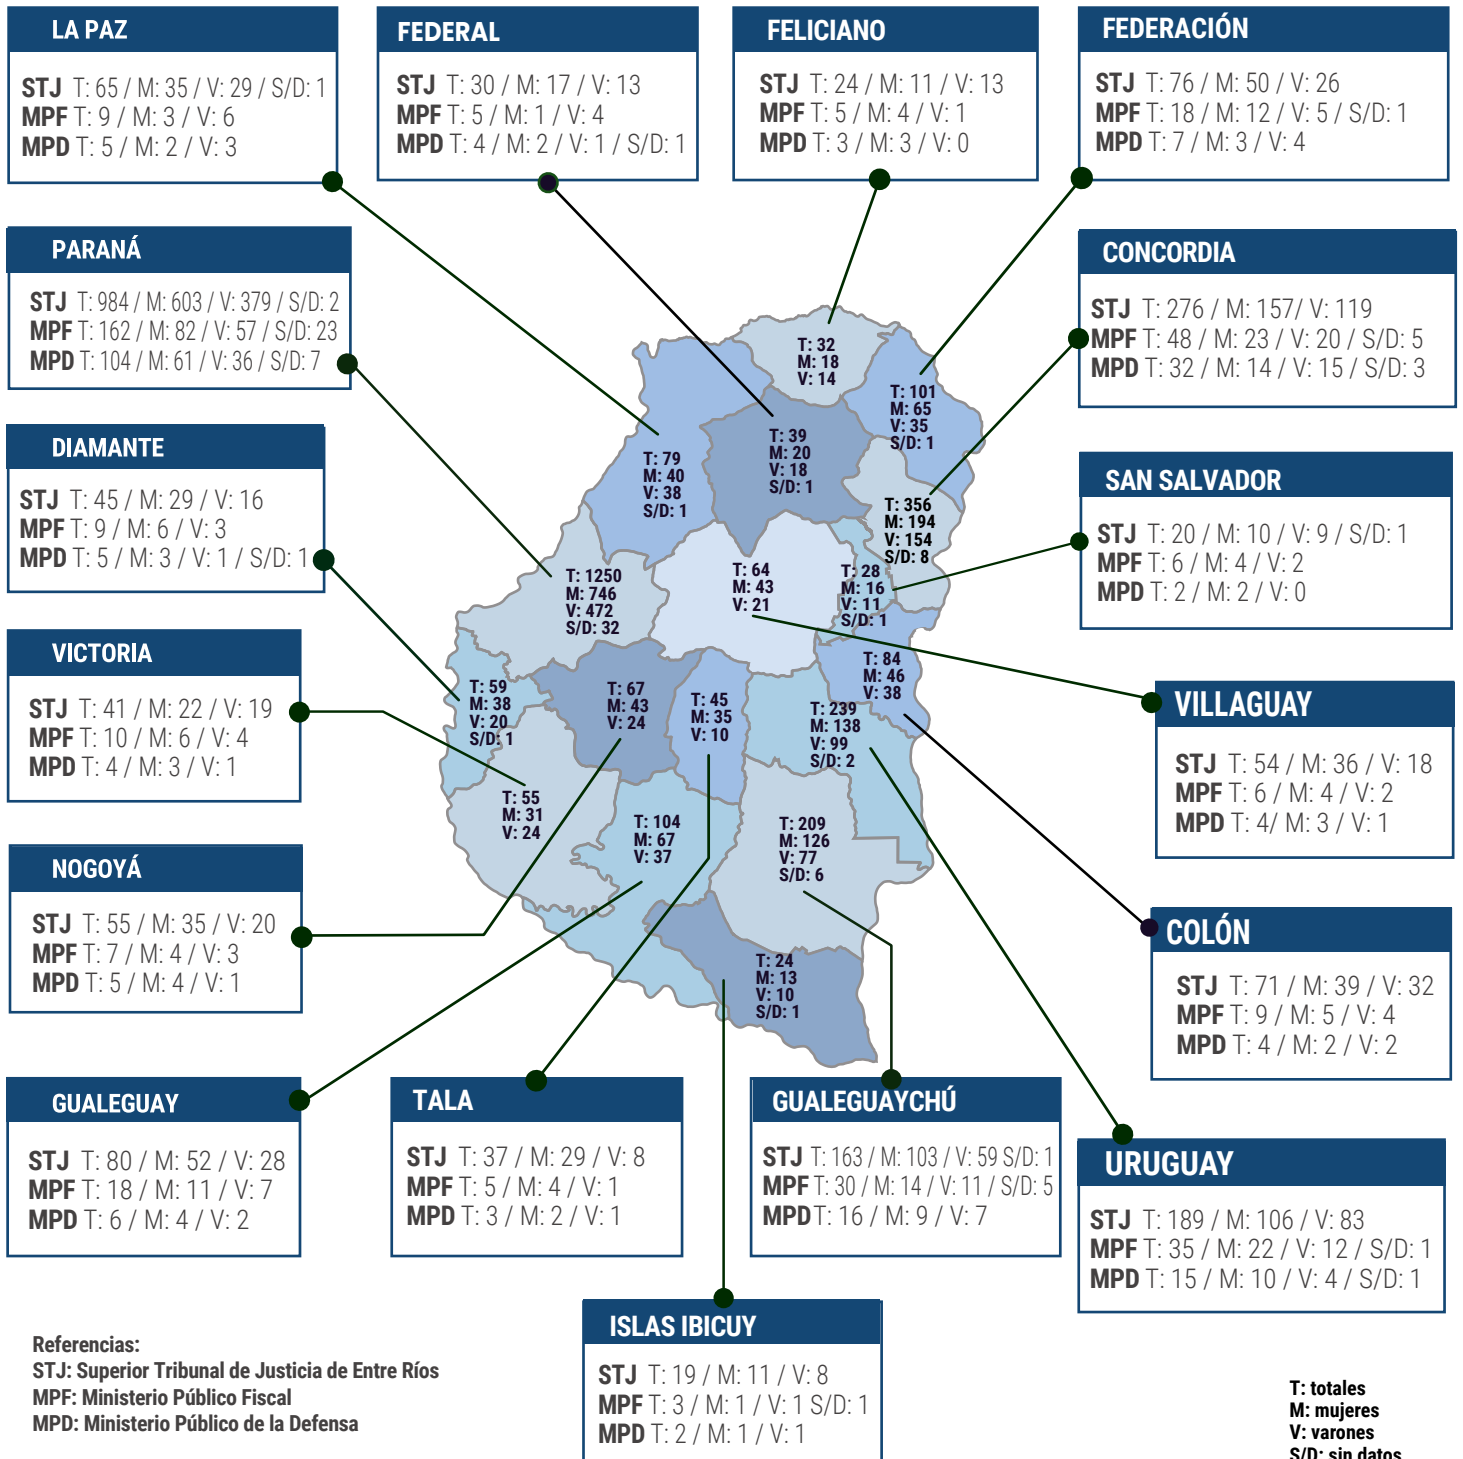 LA PAZ
STJ T: 65 / M: 35 / V: 29 / S/D: 1
MPF T: 9 / M: 3 / V: 6
MPD T: 5 / M: 2 / V: 3
FEDERAL
STJ T: 30 / M: 17 / V: 13
MPF T: 5 / M: 1 / V: 4
MPD T: 4 / M: 2 / V: 1 / S/D: 1
FELICIANO
STJ T: 24 / M: 11 / V: 13
MPF T: 5 / M: 4 / V: 1
MPD T: 3 / M: 3 / V: 0
FEDERACIÓN
STJ T: 76 / M: 50 / V: 26
MPF T: 18 / M: 12 / V: 5 / S/D: 1
MPD T: 7 / M: 3 / V: 4
PARANÁ
STJ T: 984 / M: 603 / V: 379 / S/D: 2
MPF T: 162 / M: 82 / V: 57 / S/D: 23
MPD T: 104 / M: 61 / V: 36 / S/D: 7
CONCORDIA
STJ T: 276 / M: 157/ V: 119
MPF T: 48 / M: 23 / V: 20 / S/D: 5
MPD T: 32 / M: 14 / V: 15 / S/D: 3
DIAMANTE
STJ T: 45 / M: 29 / V: 16
MPF T: 9 / M: 6 / V: 3
MPD T: 5 / M: 3 / V: 1 / S/D: 1
SAN SALVADOR
STJ T: 20 / M: 10 / V: 9 / S/D: 1
MPF T: 6 / M: 4 / V: 2
MPD T: 2 / M: 2 / V: 0
VICTORIA
STJ T: 41 / M: 22 / V: 19
MPF T: 10 / M: 6 / V: 4
MPD T: 4 / M: 3 / V: 1
VILLAGUAY
STJ T: 54 / M: 36 / V: 18
MPF T: 6 / M: 4 / V: 2
MPD T: 4/ M: 3 / V: 1
NOGOYÁ
STJ T: 55 / M: 35 / V: 20
MPF T: 7 / M: 4 / V: 3
MPD T: 5 / M: 4 / V: 1
COLÓN
STJ T: 71 / M: 39 / V: 32
MPF T: 9 / M: 5 / V: 4
MPD T: 4 / M: 2 / V: 2
T: 32
M: 18
V: 14
T: 101
M: 65
V: 35
S/D: 1
T: 39
M: 20
V: 18
S/D: 1
T: 79
M: 40
V: 38
S/D: 1
T: 356
M: 194
V: 154
S/D: 8
T: 1250
M: 746
V: 472
S/D: 32
T: 64
M: 43
V: 21
T: 28
M: 16
V: 11
S/D: 1
T: 84
M: 46
V: 38
T: 59
M: 38
V: 20
S/D: 1
T: 67
M: 43
V: 24
T: 45
M: 35
V: 10
T: 239
M: 138
V: 99
S/D: 2
T: 55
M: 31
V: 24
T: 104
M: 67
V: 37
T: 209
M: 126
V: 77
S/D: 6
T: 24
M: 13
V: 10
S/D: 1
GUALEGUAY
STJ T: 80 / M: 52 / V: 28
MPF T: 18 / M: 11 / V: 7
MPD T: 6 / M: 4 / V: 2
TALA
STJ T: 37 / M: 29 / V: 8
MPF T: 5 / M: 4 / V: 1
MPD T: 3 / M: 2 / V: 1
GUALEGUAYCHÚ
STJ T: 163 / M: 103 / V: 59 S/D: 1
MPF T: 30 / M: 14 / V: 11 / S/D: 5
MPD T: 16 / M: 9 / V: 7
URUGUAY
STJ T: 189 / M: 106 / V: 83
MPF T: 35 / M: 22 / V: 12 / S/D: 1
MPD T: 15 / M: 10 / V: 4 / S/D: 1
ISLAS IBICUY
STJ T: 19 / M: 11 / V: 8
MPF T: 3 / M: 1 / V: 1 S/D: 1
MPD T: 2 / M: 1 / V: 1
Referencias:
STJ: Superior Tribunal de Justicia de Entre Ríos
MPF: Ministerio Público Fiscal
MPD: Ministerio Público de la Defensa
T: totales
M: mujeres
V: varones
S/D: sin datos